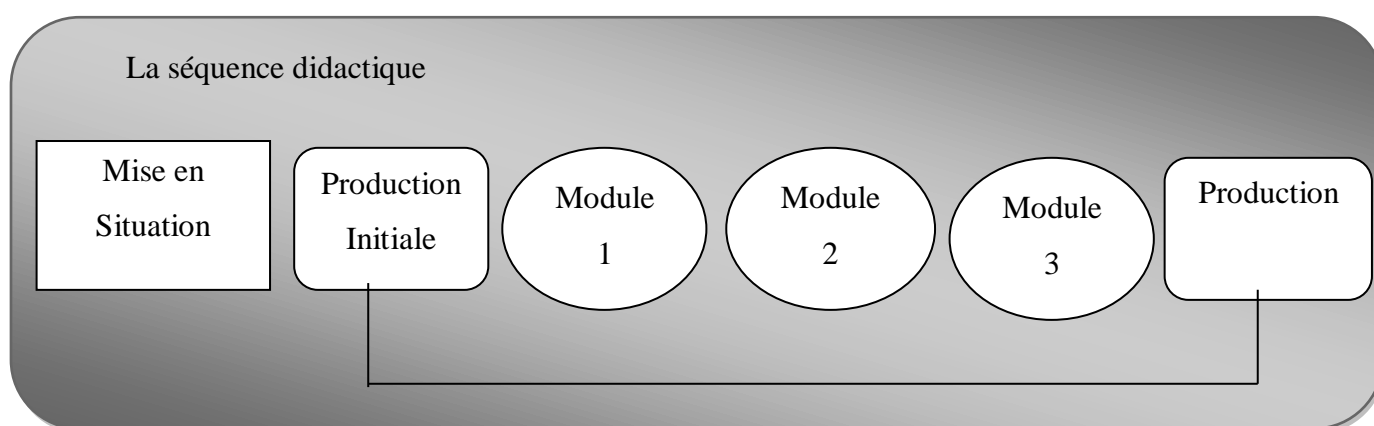 La séquence didactique
Mise en
Situation
Production
Initiale
Module
1
Module
2
Module
3
Production